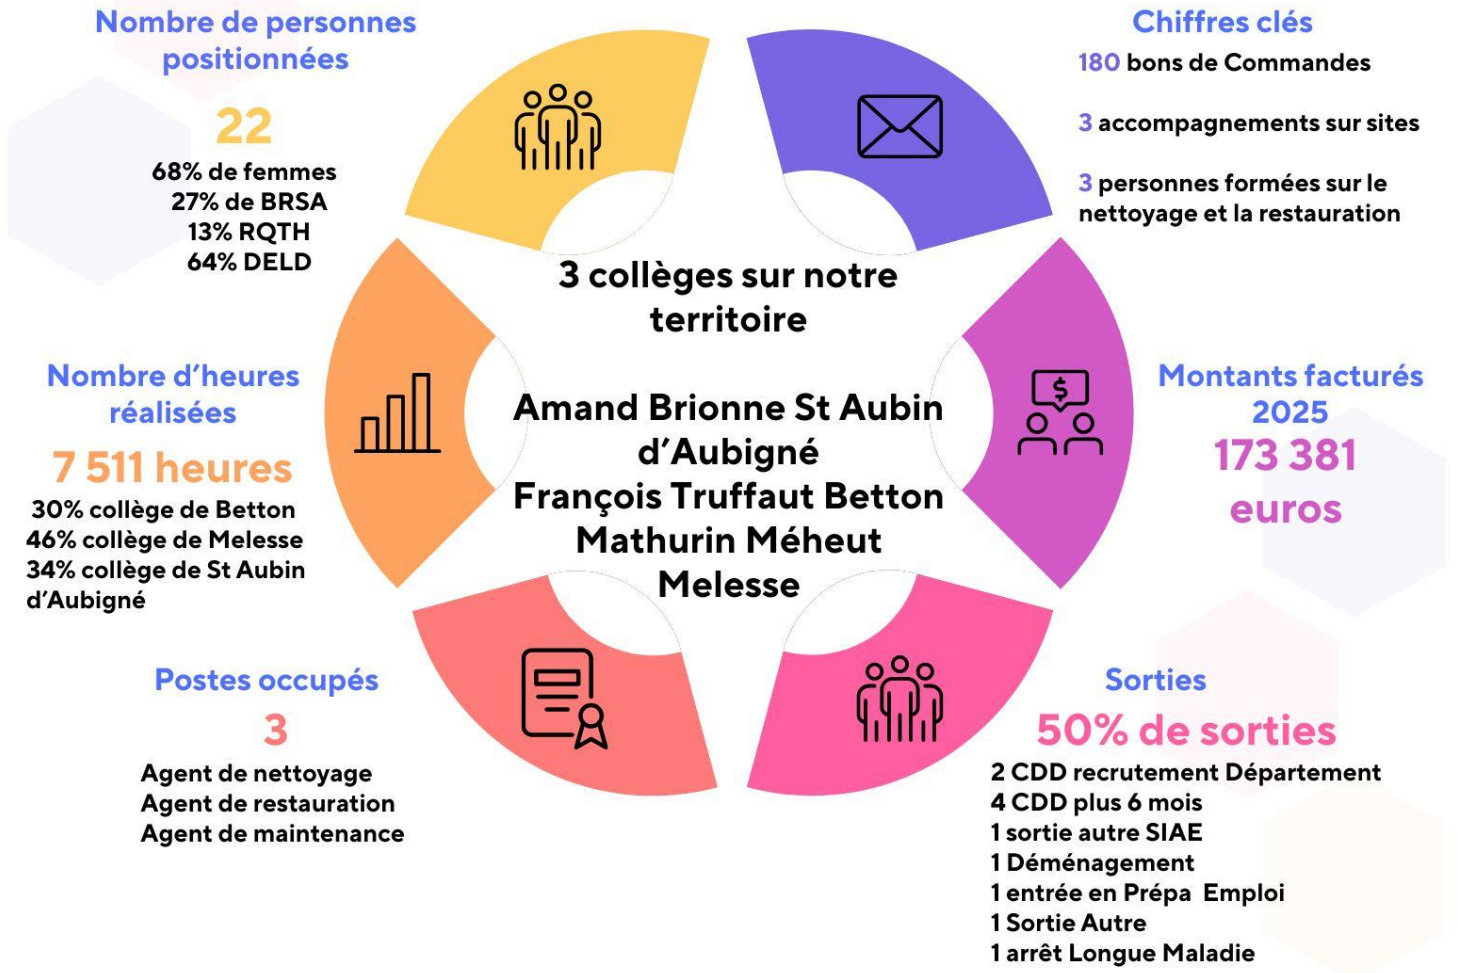 Nombre de personnes
positionnées
22
68% de femmes
27% de BRSA
13% RQTH
64% DELD
Chiffres clés
180 bons de Commandes
3 accompagnements sur sites
3 personnes formées sur le
nettoyage et la restauration
3 collèges sur notre
territoire
Amand Brionne St Aubin
d'Aubigné
François Truffaut Betton
Mathurin Méheut
Melesse
Nombre d'heures
réalisées
7 511 heures
30% collège de Betton
46% collège de Melesse
34% collège de St Aubin
d'Aubigné
$
Montants facturés
2025
173 381
euros
Postes occupés
3
Agent de nettoyage
Agent de restauration
Agent de maintenance
Sorties
50% de sorties
2 CDD recrutement Département
4 CDD plus 6 mois
1 sortie autre SIAE
1 Déménagement
1 entrée en Prépa Emploi
1 Sortie Autre
1 arrêt Longue Maladie